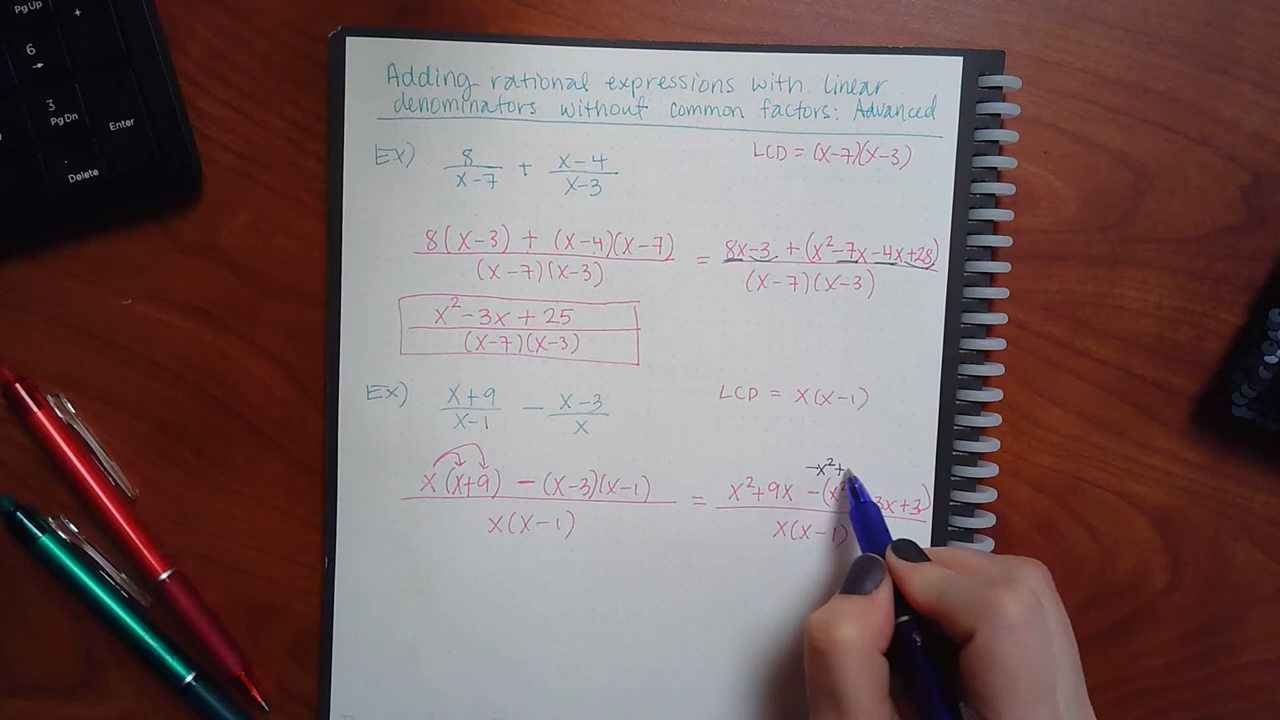 PgUp
+
6
→
3
PgDn
Enter
.
Delete
Adding rational expressions with linear
denominators without common factors: Advanced
Ex) 8/(x-7) + (x-4)/(x-3) LCD = (x-7)(x-3)
8(x-3) + (x-4)(x-7) = 8x-3 + (x²-7x-4x+28)
(x-7)(x-3) (x-7)(x-3)
x²-3x+25
(x-7)(x-3)
Ex) (x+9)/(x-1) - (x-3)/x LCD = x(x-1)
-x²+
x(x+9) - (x-3)(x-1) = x²+9x -(x² 3x+3)
x(x-1) x(x-1)